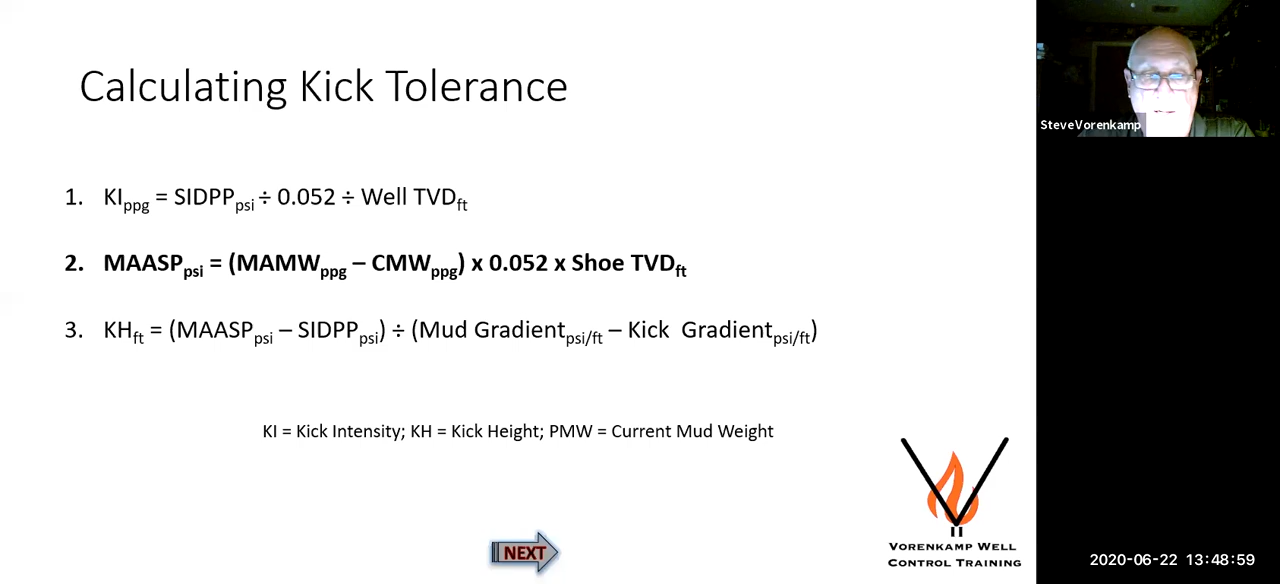 Calculating Kick Tolerance
SteveVorenkamp
1. KIppg = SIDPPpsi ÷ 0.052 ÷ Well TVDft
2. MAASPpsi = (MAMWppg – CMWppg) x 0.052 x Shoe TVDft
3. KHft = (MAASPpsi – SIDPPpsi) ÷ (Mud Gradientpsi/ft – Kick Gradientpsi/ft)
KI = Kick Intensity; KH = Kick Height; PMW = Current Mud Weight
NEXT
VORENKAMP WELL
CONTROL TRAINING
2020-06-22 13:48:59